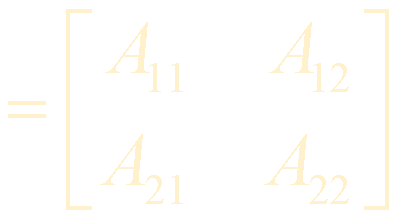 = [ A₁₁ A₁₂
A₂₁ A₂₂ ]